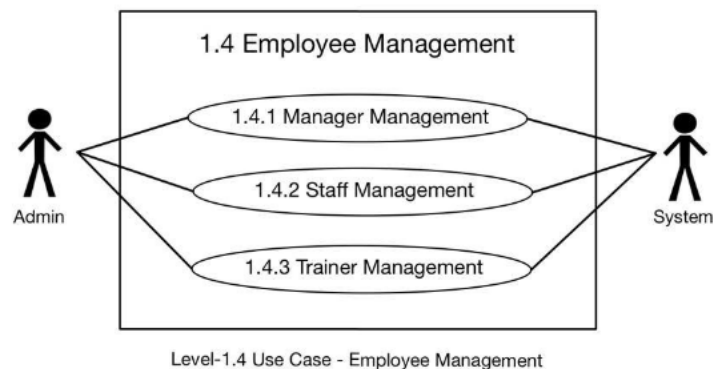 1.4 Employee Management
1.4.1 Manager Management
1.4.2 Staff Management
Admin
System
1.4.3 Trainer Management
Level-1.4 Use Case - Employee Management